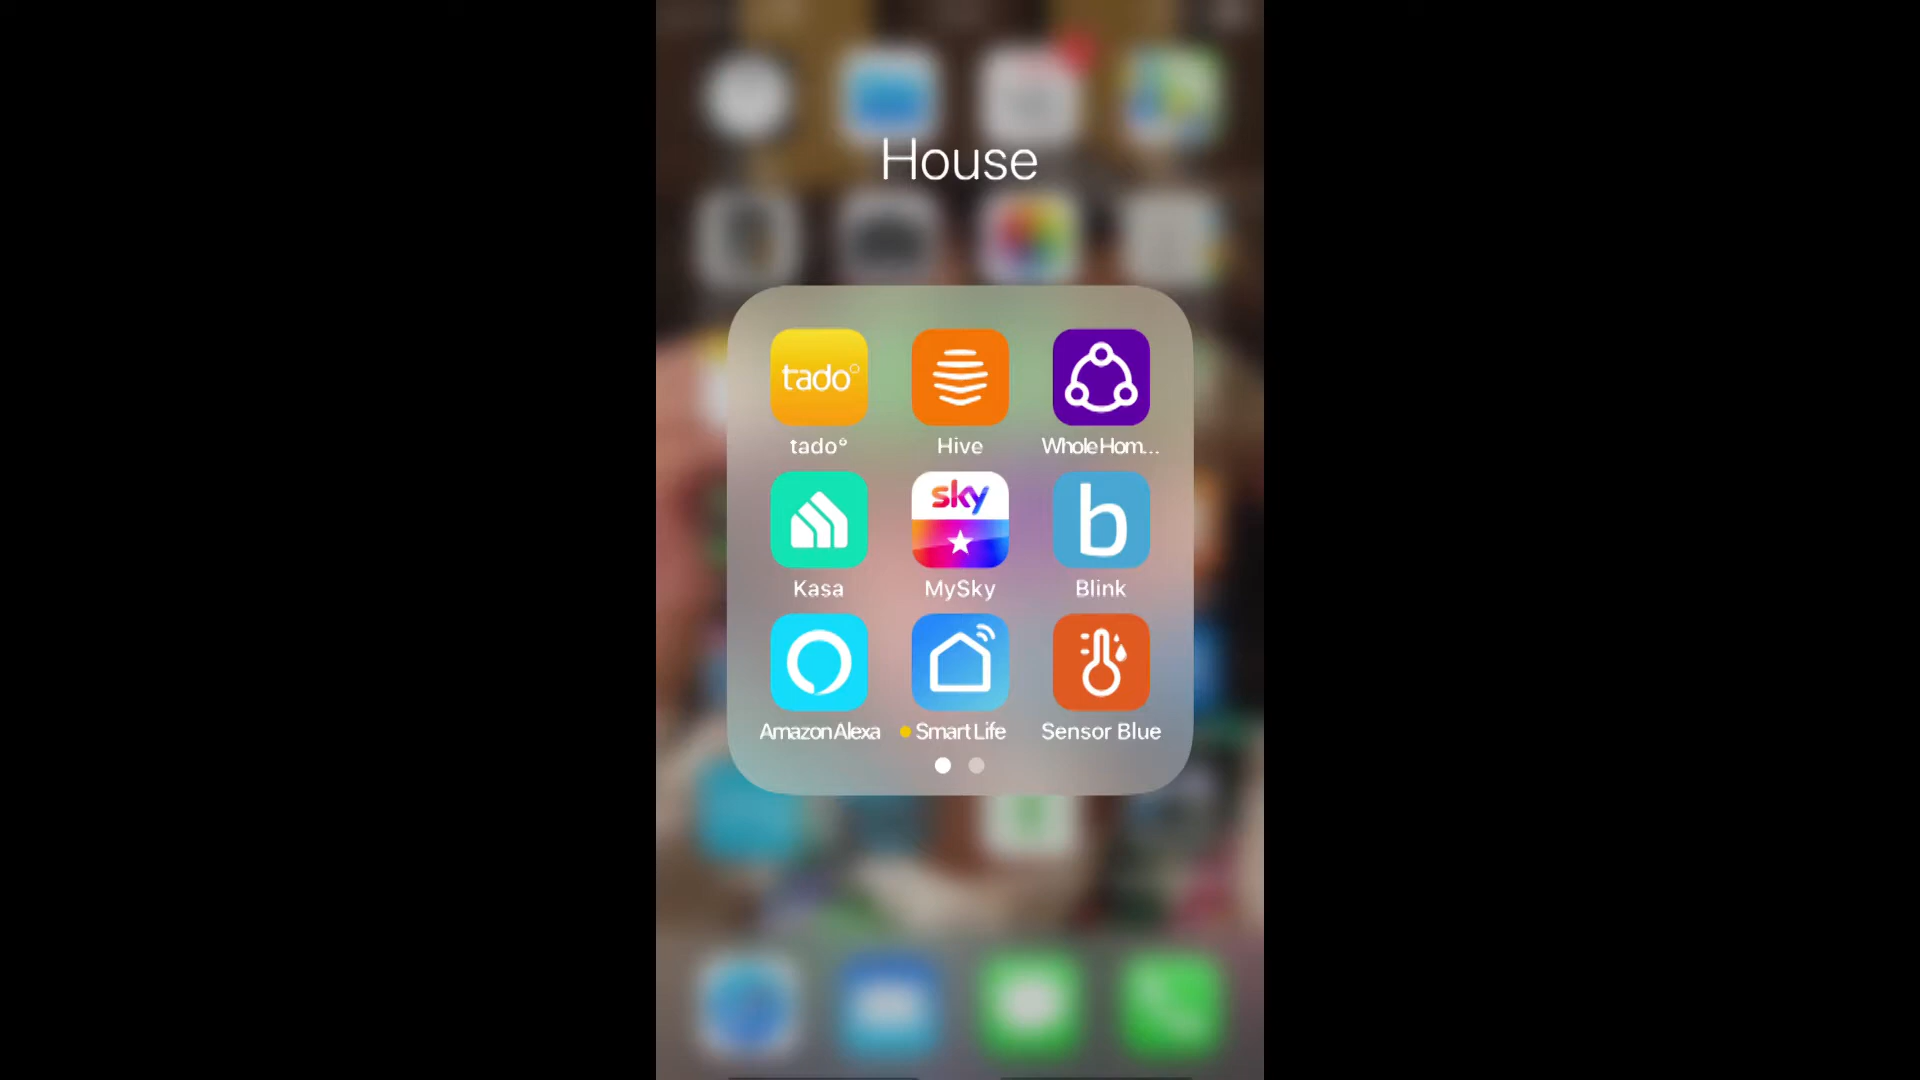 House
tado°
tado° Hive WholeHom...
sky b
Kasa MySky Blink
Amazon Alexa Smart Life Sensor Blue